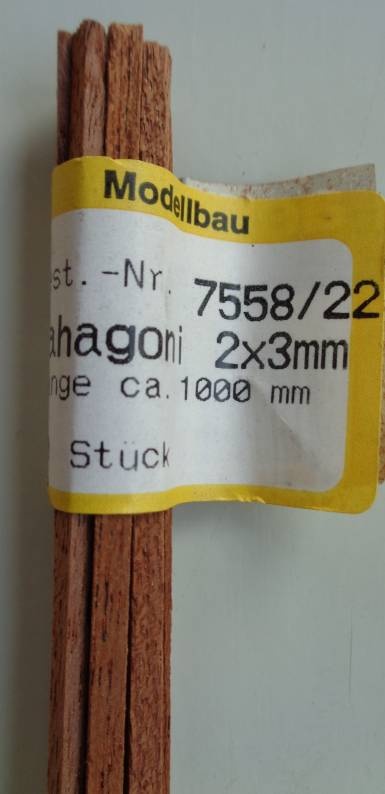 Modellbau
st. -Nr. 7558/22
ahagoni 2x3mm
nge ca. 1000 mm
Stück